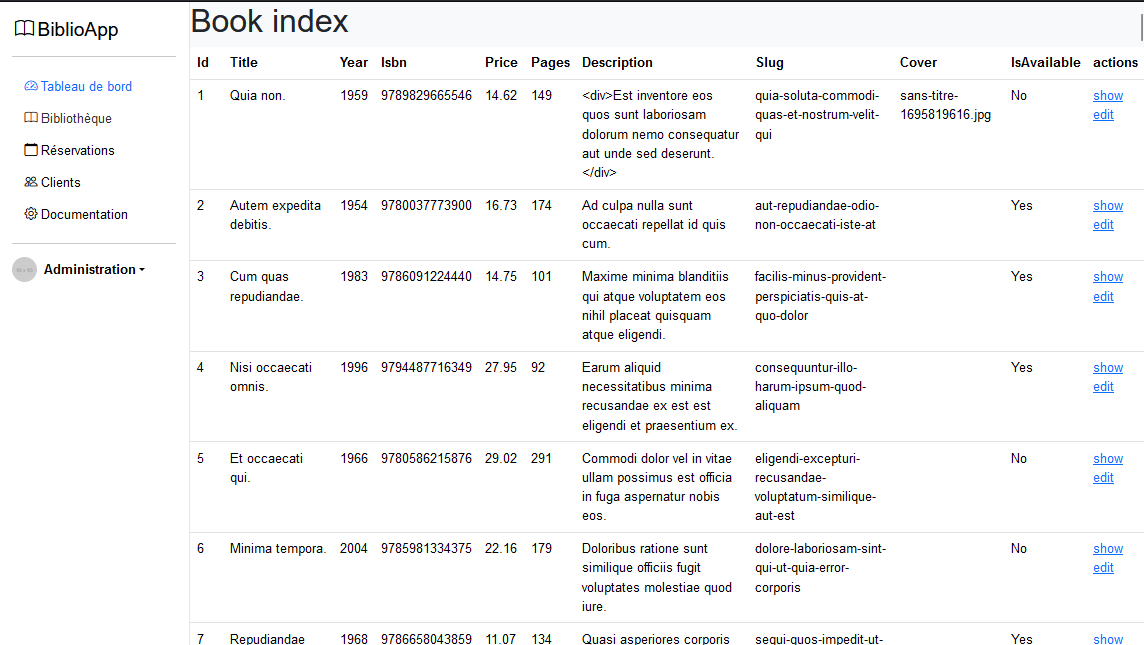 BiblioApp
Tableau de bord
Bibliothèque
Réservations
Clients
Documentation
Administration
Book index
Id Title Year Isbn Price Pages Description Slug Cover IsAvailable actions
1 Quia non. 1959 9789829665546 14.62 149 <div>Est inventore eos quia-soluta-commodi- sans-titre- No show
quos sunt laboriosam quas-et-nostrum-velit- 1695819616.jpg edit
dolorum nemo consequatur qui
aut unde sed deserunt.
</div>
2 Autem expedita 1954 9780037773900 16.73 174 Ad culpa nulla sunt aut-repudiandae-odio- Yes show
debitis. occaecati repellat id quis non-occaecati-iste-at edit
cum.
3 Cum quas 1983 9786091224440 14.75 101 Maxime minima blanditiis facilis-minus-provident- Yes show
repudiandae. qui atque voluptatem eos perspiciatis-quis-at- edit
nihil placeat quisquam quo-dolor
atque eligendi.
4 Nisi occaecati 1996 9794487716349 27.95 92 Earum aliquid consequuntur-illo- Yes show
omnis. necessitatibus minima harum-ipsum-quod- edit
recusandae ex est est aliquam
eligendi et praesentium ex.
5 Et occaecati 1966 9780586215876 29.02 291 Commodi dolor vel in vitae eligendi-excepturi- No show
qui. ullam possimus est officia recusandae- edit
in fuga aspernatur nobis voluptatum-similique-
eos. aut-est
6 Minima tempora. 2004 9785981334375 22.16 179 Doloribus ratione sunt dolore-laboriosam-sint- No show
similique officiis fugit qui-ut-quia-error- edit
voluptates molestiae quod corporis
iure.
7 Repudiandae 1968 9786658043859 11.07 134 Quasi asperiores corporis sequi-quos-impedit-ut- Yes show